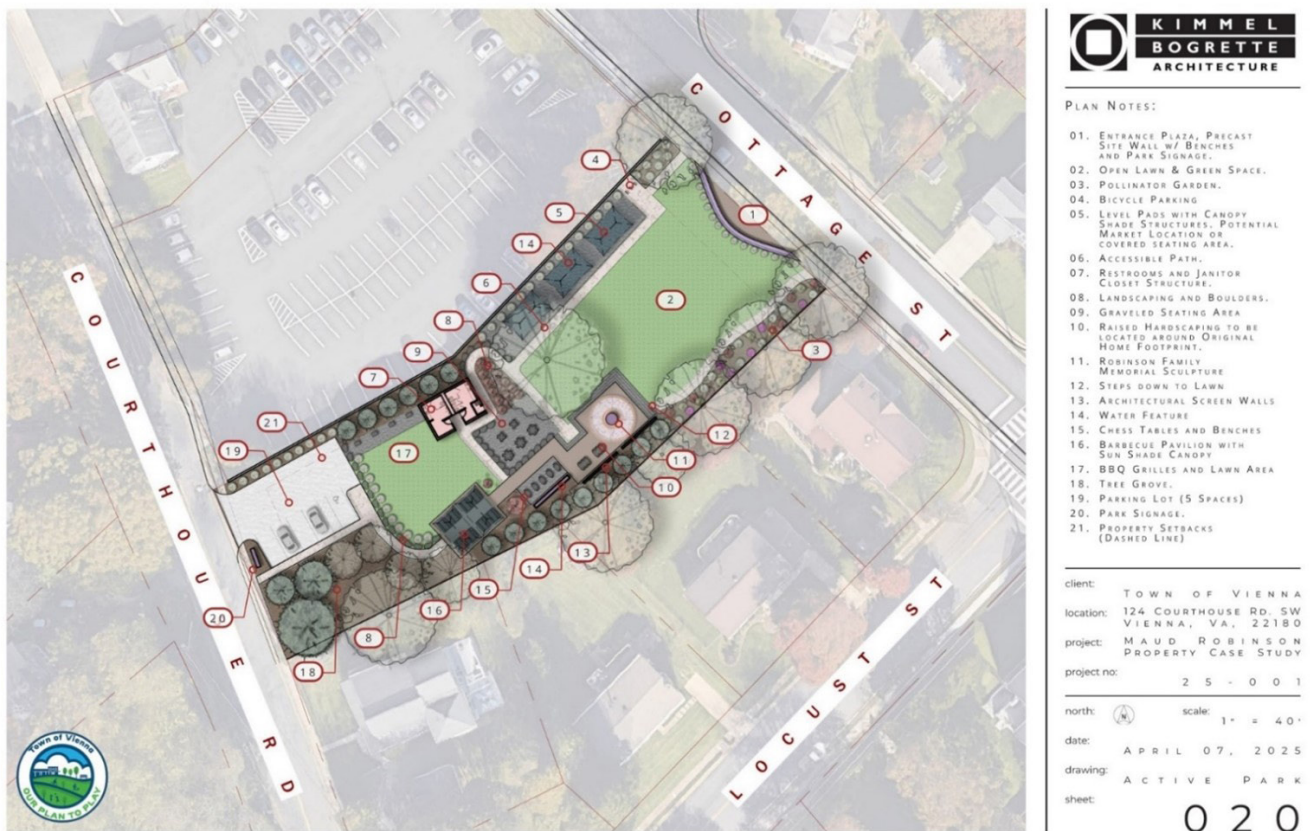 COTTAGE ST
4
5
1
14
6
2
8
9
3
7
21
17
19
12
11
10
13
14
15
16
20
8
18
COURTHOUSE RD
LOCUST ST
Town of Vienna
OUR PLAN TO PLAY
KIMMEL
BOGRETTE
ARCHITECTURE
PLAN NOTES:
01. ENTRANCE PLAZA, PRECAST
SITE WALL W/ BENCHES
AND PARK SIGNAGE.
02. OPEN LAWN & GREEN SPACE.
03. POLLINATOR GARDEN.
04. BICYCLE PARKING
05. LEVEL PADS WITH CANOPY
SHADE STRUCTURES. POTENTIAL
MARKET LOCATION OR
COVERED SEATING AREA.
06. ACCESSIBLE PATH.
07. RESTROOMS AND JANITOR
CLOSET STRUCTURE.
08. LANDSCAPING AND BOULDERS.
09. GRAVELED SEATING AREA
10. RAISED HARDSCAPING TO BE
LOCATED AROUND ORIGINAL
HOME FOOTPRINT.
11. ROBINSON FAMILY
MEMORIAL SCULPTURE
12. STEPS DOWN TO LAWN
13. ARCHITECTURAL SCREEN WALLS
14. WATER FEATURE
15. CHESS TABLES AND BENCHES
16. BARBECUE PAVILION WITH
SUN SHADE CANOPY
17. BBQ GRILLES AND LAWN AREA
18. TREE GROVE.
19. PARKING LOT (5 SPACES)
20. PARK SIGNAGE.
21. PROPERTY SETBACKS
(DASHED LINE)
client: TOWN OF VIENNA
location: 124 COURTHOUSE RD. SW
VIENNA, VA, 22180
project: MAUD ROBINSON
PROPERTY CASE STUDY
project no: 25-001
north: N scale: 1" = 40'
date: APRIL 07, 2025
drawing: ACTIVE PARK
sheet: 020